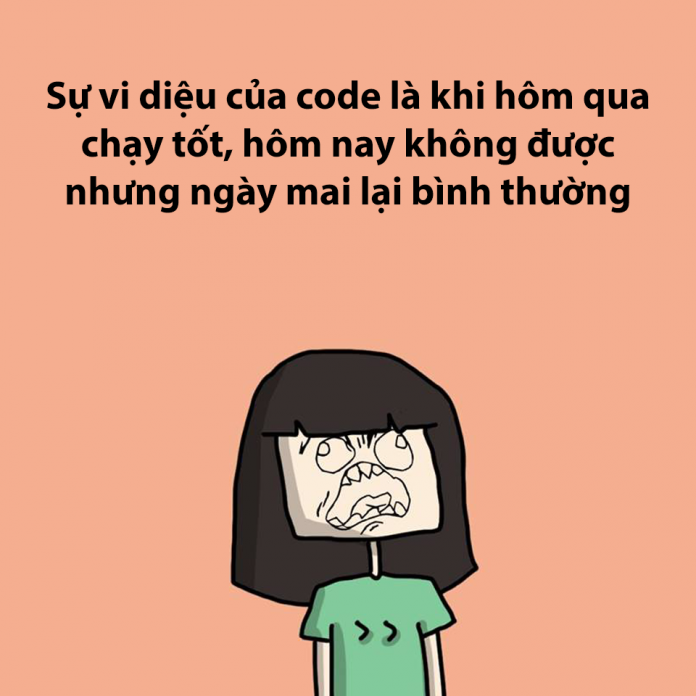 Sự vi diệu của code là khi hôm qua
chạy tốt, hôm nay không được
nhưng ngày mai lại bình thường